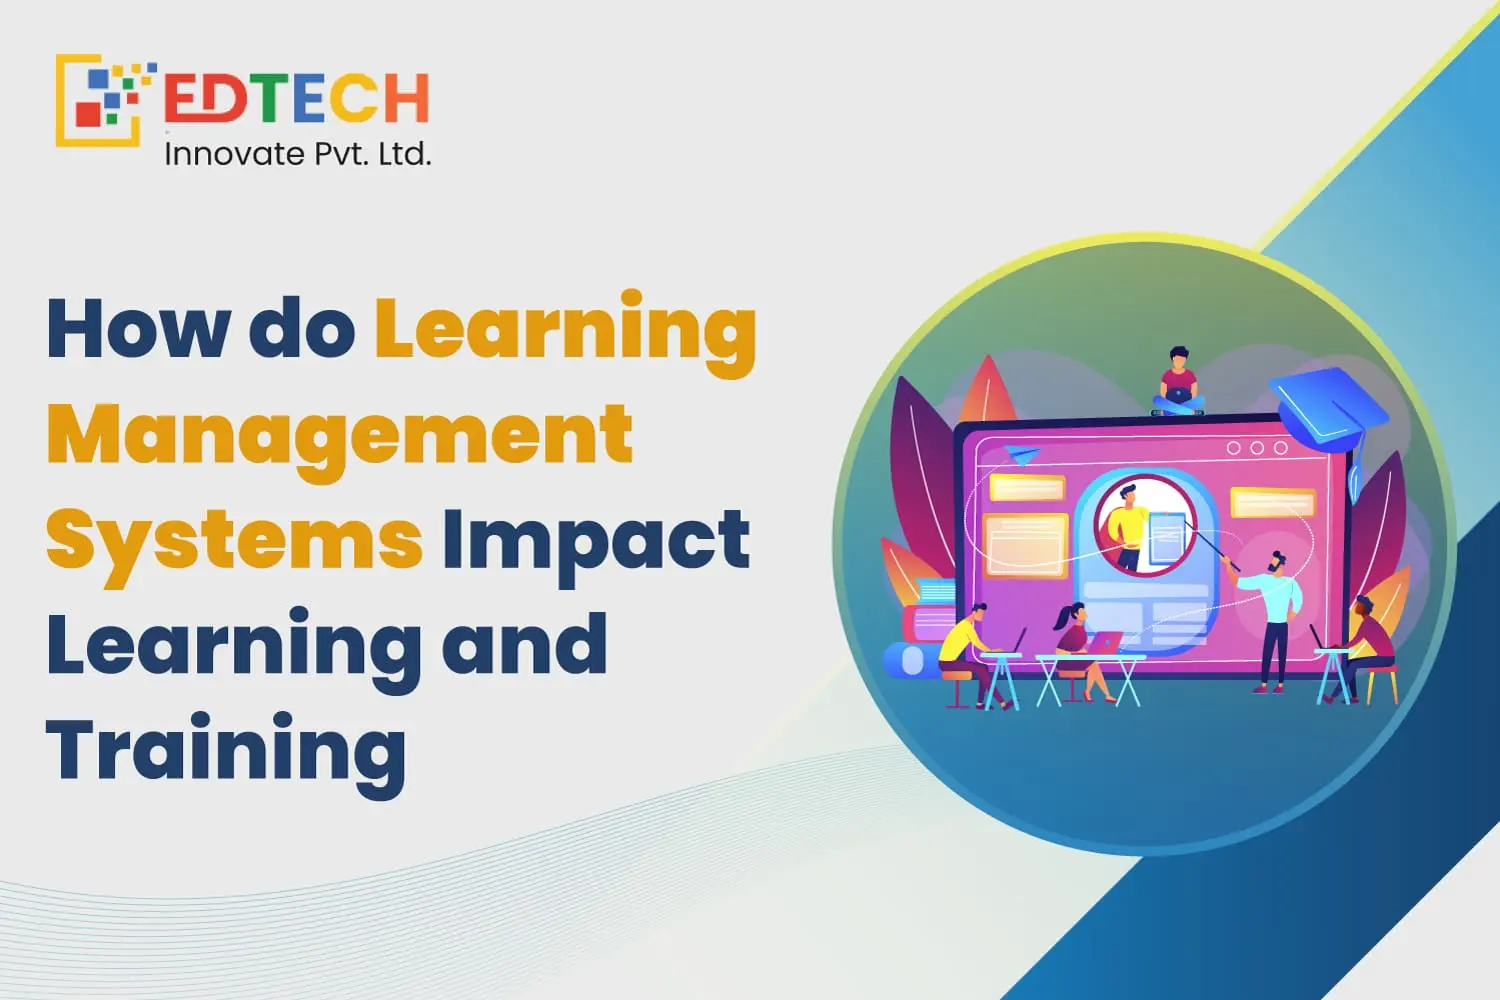 EDTECH
Innovate Pvt. Ltd.
How do Learning
Management
Systems Impact
Learning and
Training